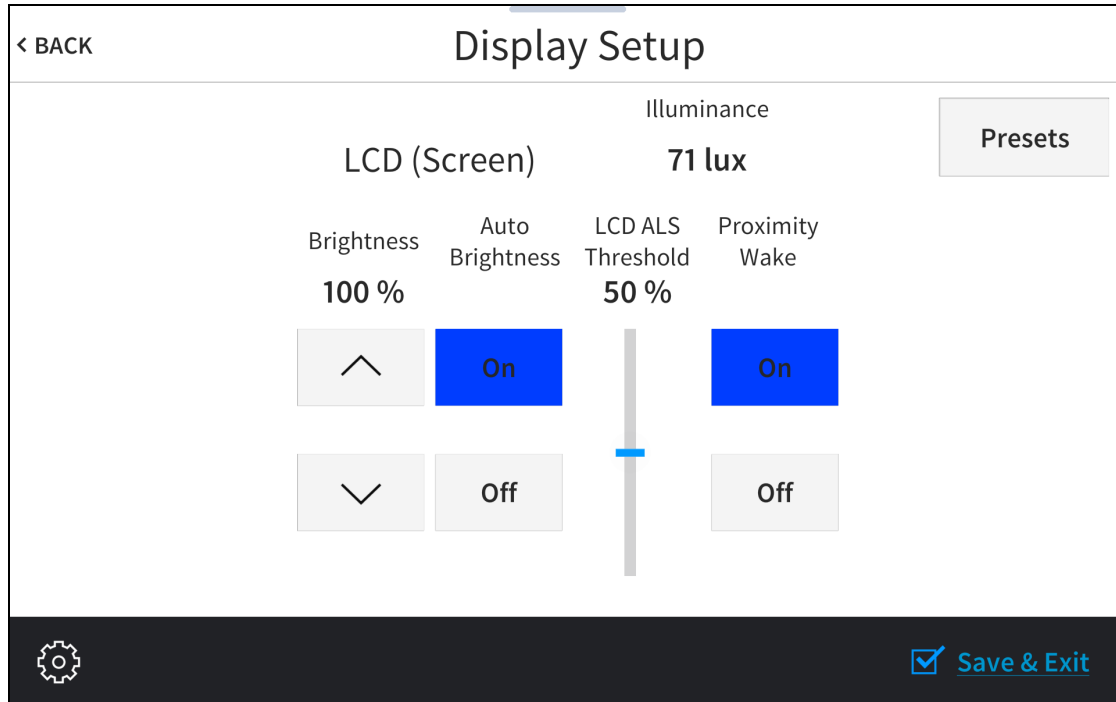 < BACK
Display Setup
Illuminance
LCD (Screen)
71 lux
Presets
Brightness
Auto
Brightness
LCD ALS
Threshold
Proximity
Wake
100 %
50 %
On
On
Off
Off
Save & Exit